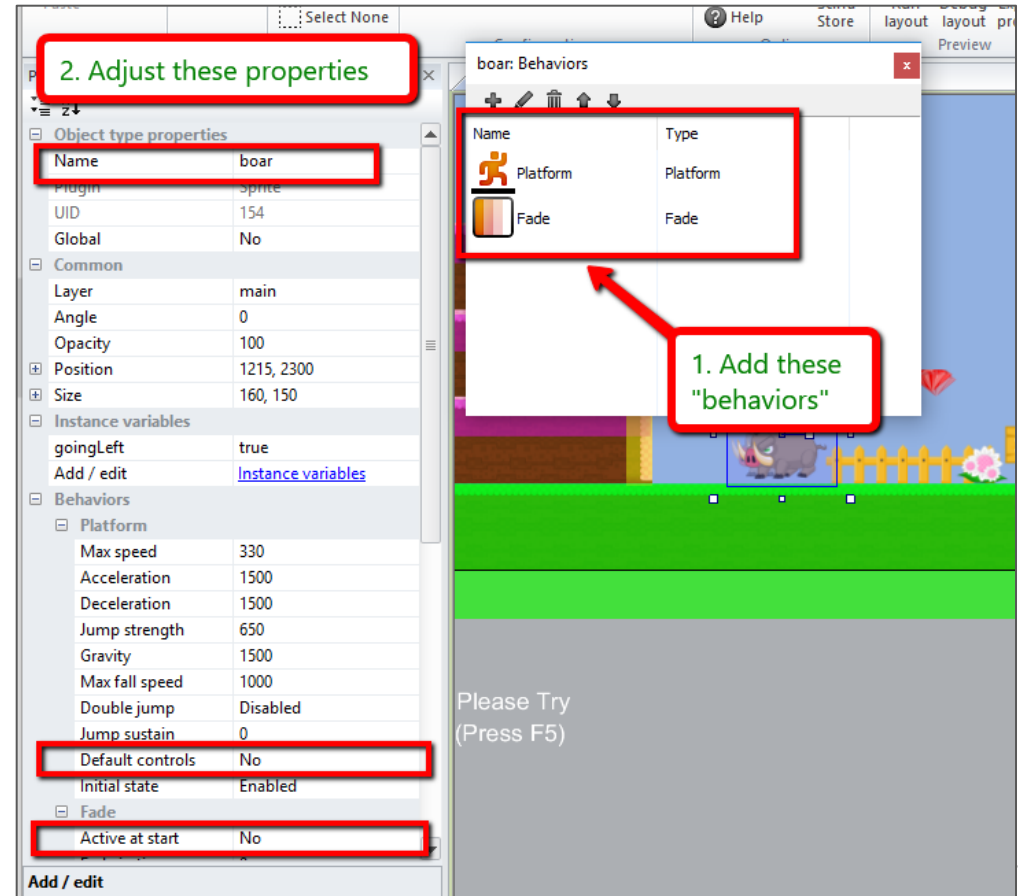 Select None
Help
Store
layout layout
Preview
2. Adjust these properties
boar: Behaviors
x
Object type properties
Name boar
Plugin Sprite
UID 154
Global No
Common
Layer main
Angle 0
Opacity 100
Position 1215, 2300
Size 160, 150
Instance variables
goingLeft true
Add / edit Instance variables
Behaviors
Platform
Max speed 330
Acceleration 1500
Deceleration 1500
Jump strength 650
Gravity 1500
Max fall speed 1000
Double jump Disabled
Jump sustain 0
Default controls No
Initial state Enabled
Fade
Active at start No
Add / edit
Name Type
Platform Platform
Fade Fade
1. Add these
"behaviors"
Please Try
(Press F5)